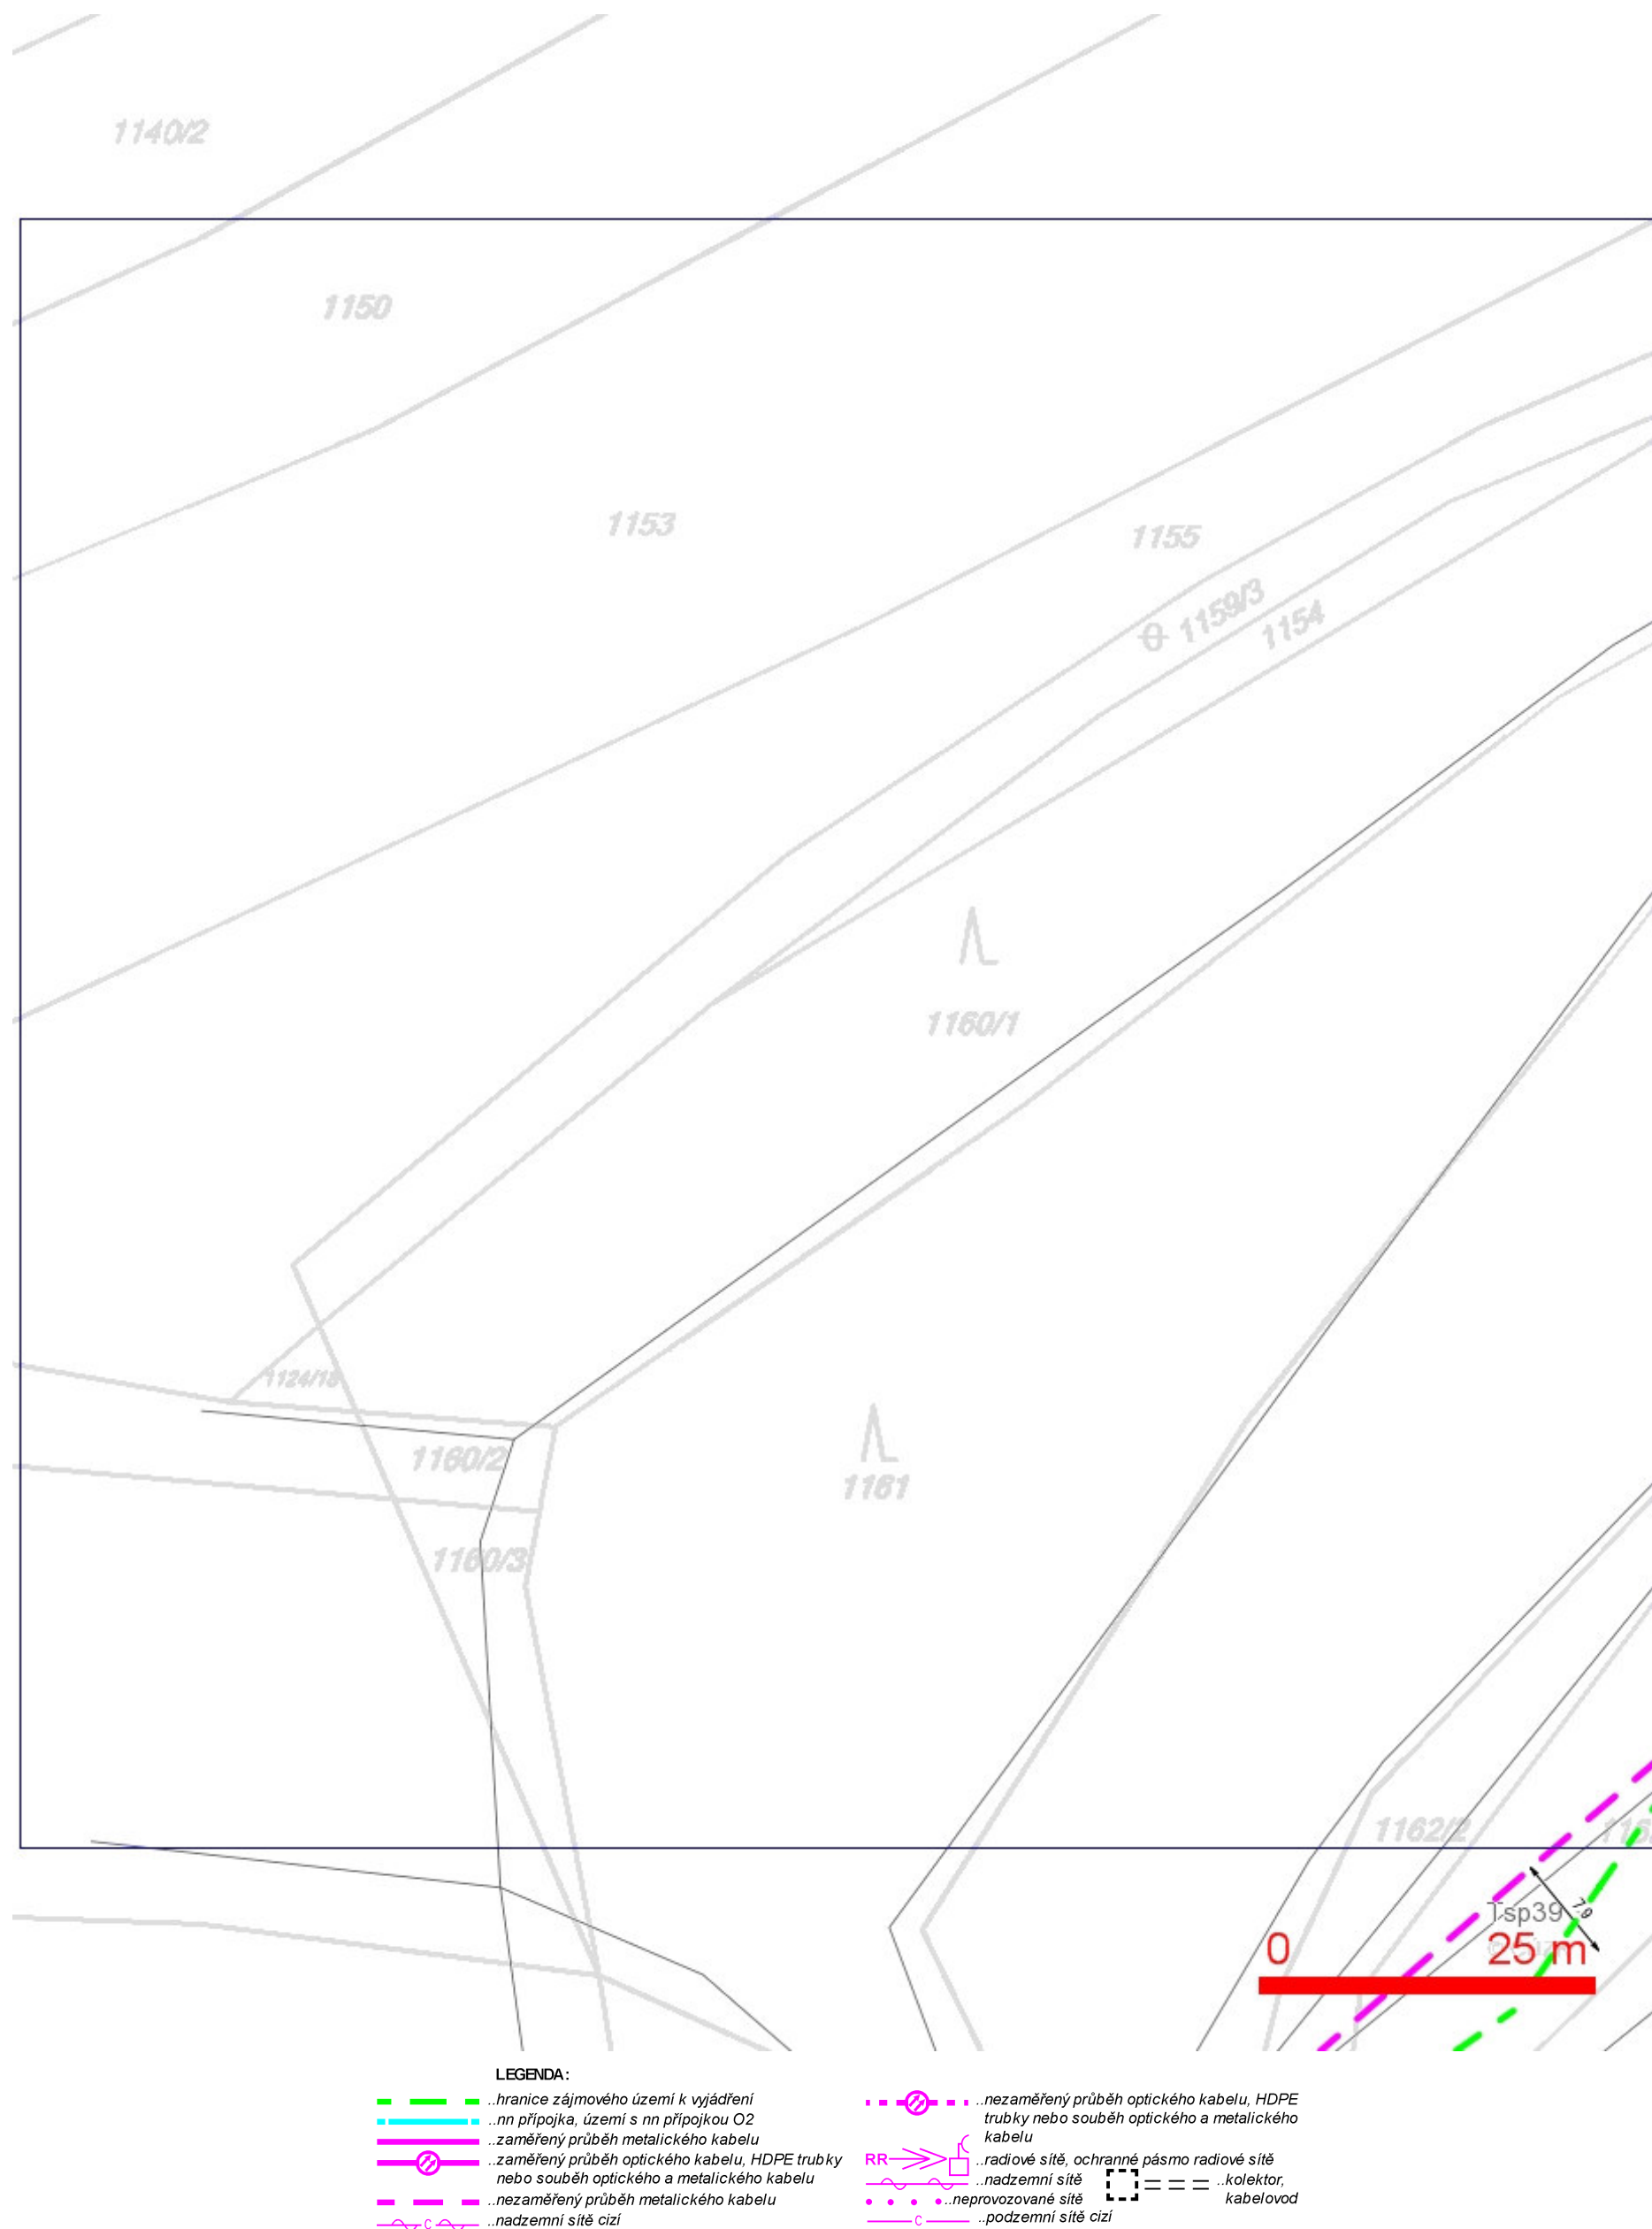 1140/2
1150
1153
1155
1159/3
1154
1160/1
1124/18
1160/2
1161
1160/3
1162/2
7.9
Tsp39
0 25 m
LEGENDA:
..hranice zájmového území k vyjádření
..nn přípojka, území s nn přípojkou O2
..zaměřený průběh metalického kabelu
..zaměřený průběh optického kabelu, HDPE trubky
nebo souběh optického a metalického kabelu
..nezaměřený průběh metalického kabelu
C ..nadzemní sítě cizí
..nezaměřený průběh optického kabelu, HDPE
trubky nebo souběh optického a metalického
kabelu
RR ..radiové sítě, ochranné pásmo radiové sítě
..nadzemní sítě ..kolektor,
kabelovod
..neprovozované sítě
C ..podzemní sítě cizí